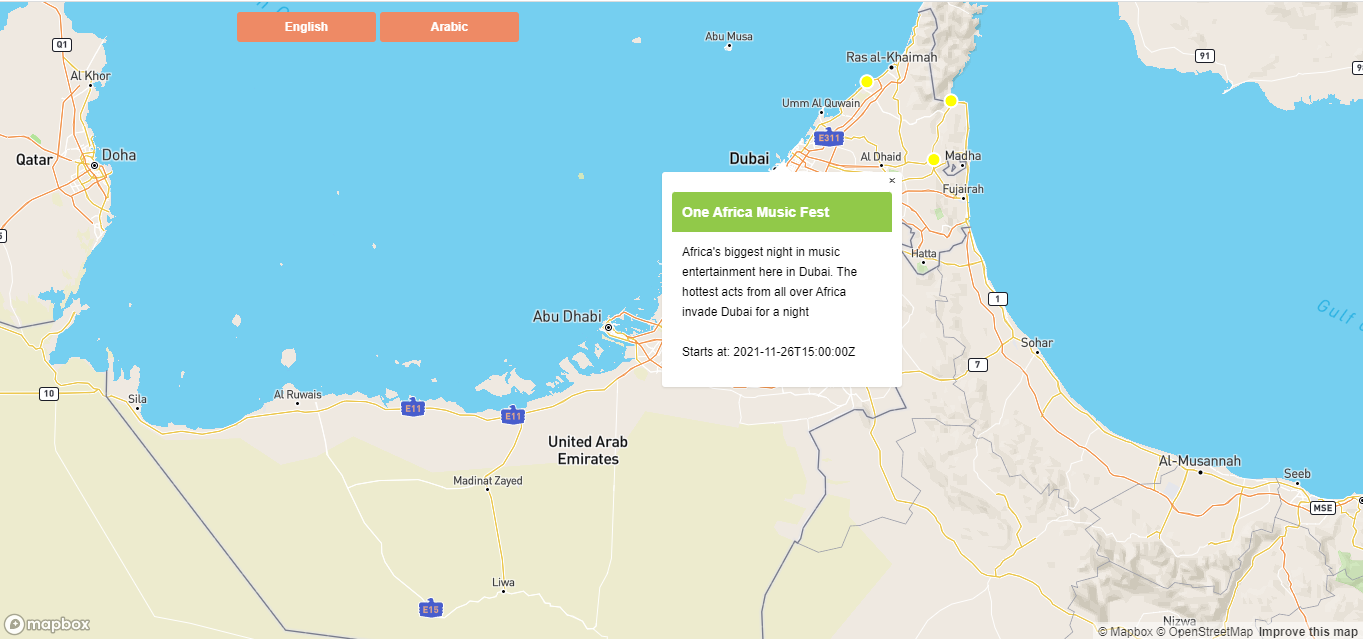 English
Arabic
Abu Musa
Q1
91
Ras al-Khaimah
Al Khor
Umm Al Quwain
E311
Doha
Qatar
Dubai
Al Dhaid
Madha
×
Fujairah
One Africa Music Fest
Africa's biggest night in music
entertainment here in Dubai. The
hottest acts from all over Africa
invade Dubai for a night
Starts at: 2021-11-26T15:00:00Z
Hatta
1
Abu Dhabi
Sohar
7
10
Sila
Al Ruwais
E11
E11
United Arab
Emirates
Al-Musannah
Seeb
Madinat Zayed
MSE
Liwa
E15
Nizwa
mapbox
© Mapbox © OpenStreetMap Improve this map